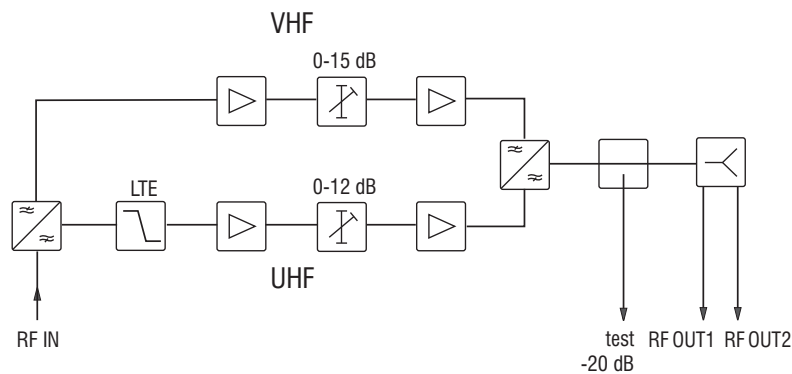 VHF
0-15 dB
LTE
0-12 dB
UHF
RF IN
test
-20 dB
RF OUT1
RF OUT2